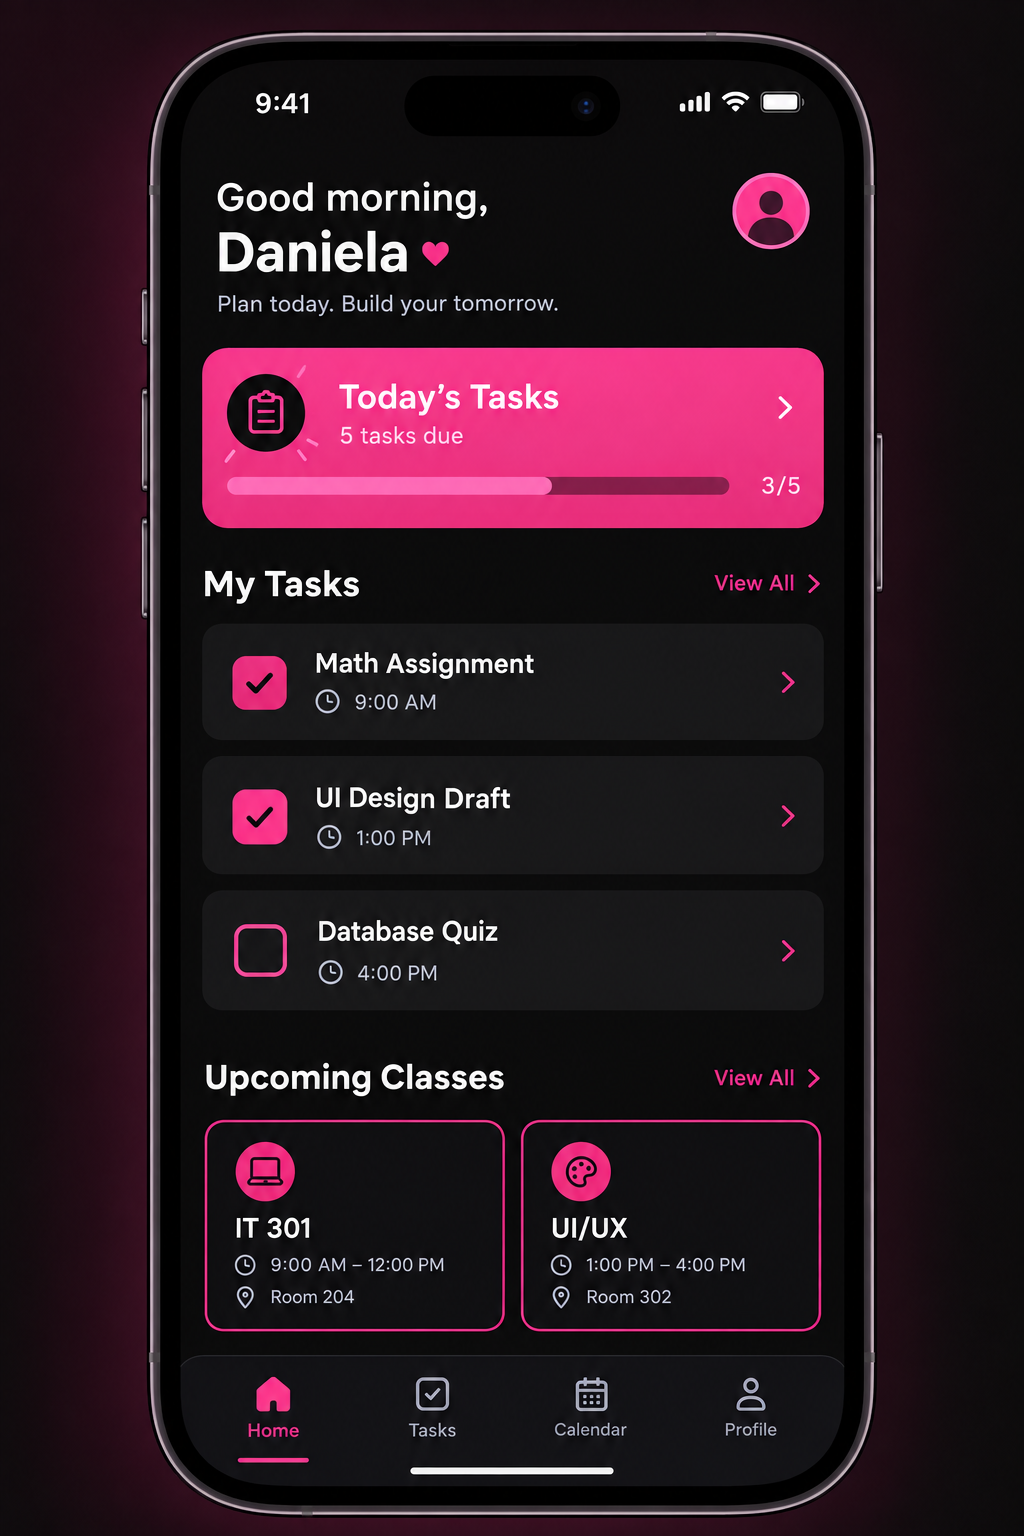 9:41
Good morning,
Daniela
Plan today. Build your tomorrow.
Today’s Tasks
5 tasks due
3/5
My Tasks
View All
Math Assignment
9:00 AM
UI Design Draft
1:00 PM
Database Quiz
4:00 PM
Upcoming Classes
View All
IT 301
9:00 AM – 12:00 PM
Room 204
UI/UX
1:00 PM – 4:00 PM
Room 302
Home
Tasks
Calendar
Profile